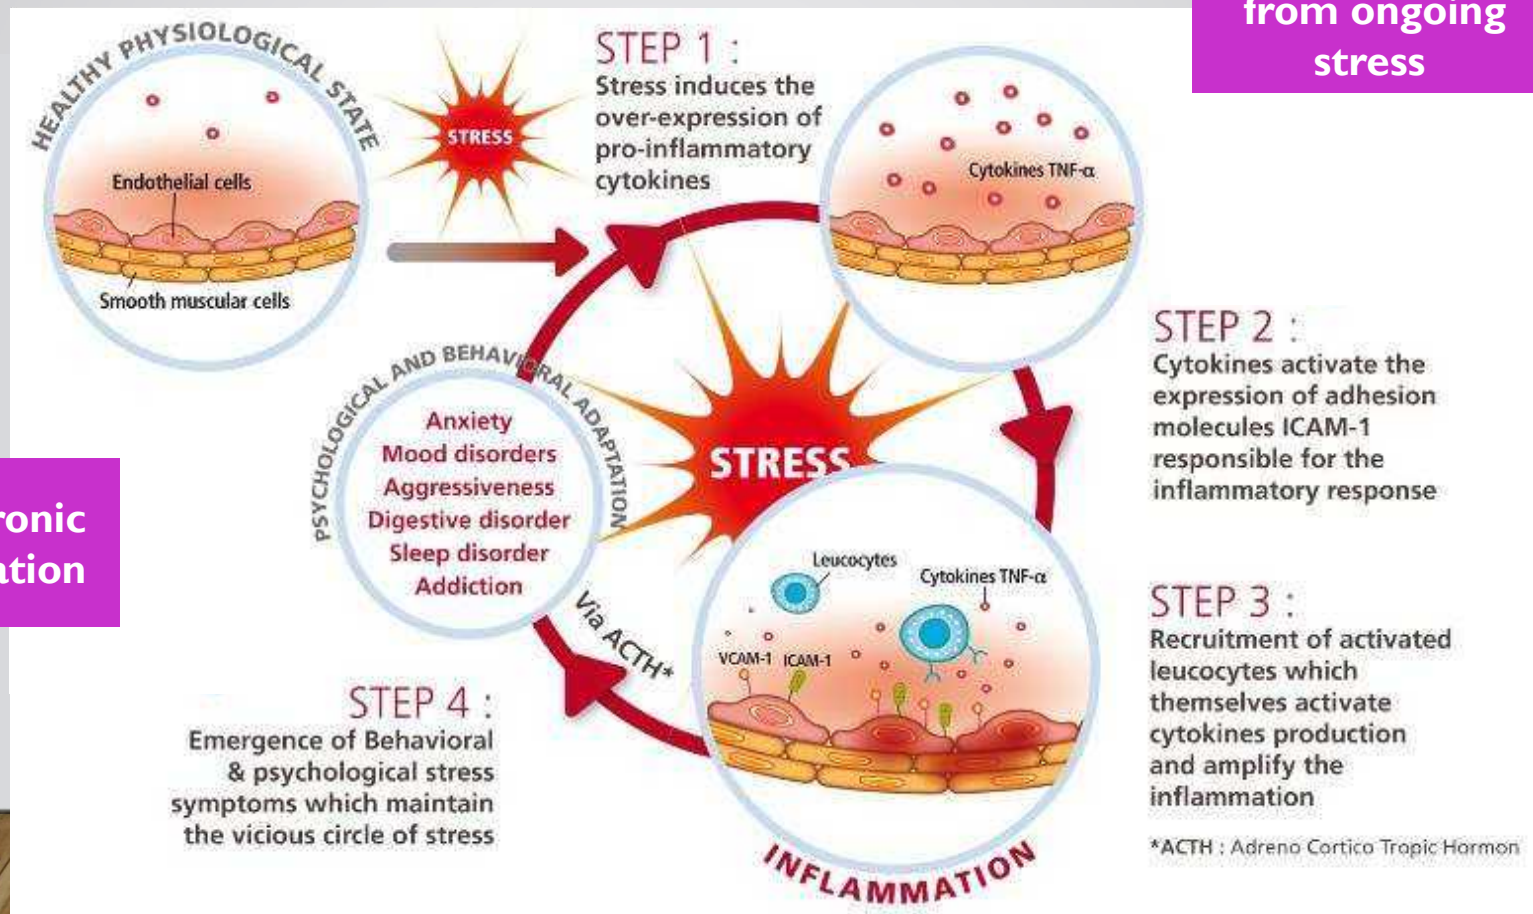 from ongoing
stress
HEALTHY PHYSIOLOGICAL STATE
Endothelial cells
Smooth muscular cells
STRESS
STEP 1 :
Stress induces the
over-expression of
pro-inflammatory
cytokines
Cytokines TNF-α
STEP 2 :
Cytokines activate the
expression of adhesion
molecules ICAM-1
responsible for the
inflammatory response
STRESS
PSYCHOLOGICAL AND BEHAVIORAL ADAPTATION
Anxiety
Mood disorders
Aggressiveness
Digestive disorder
Sleep disorder
Addiction
ronic
ation
Leucocytes
Cytokines TNF-α
VCAM-1 ICAM-1
INFLAMMATION
STEP 3 :
Recruitment of activated
leucocytes which
themselves activate
cytokines production
and amplify the
inflammation
Via ACTH*
STEP 4 :
Emergence of Behavioral
& psychological stress
symptoms which maintain
the vicious circle of stress
*ACTH : Adreno Cortico Tropic Hormon